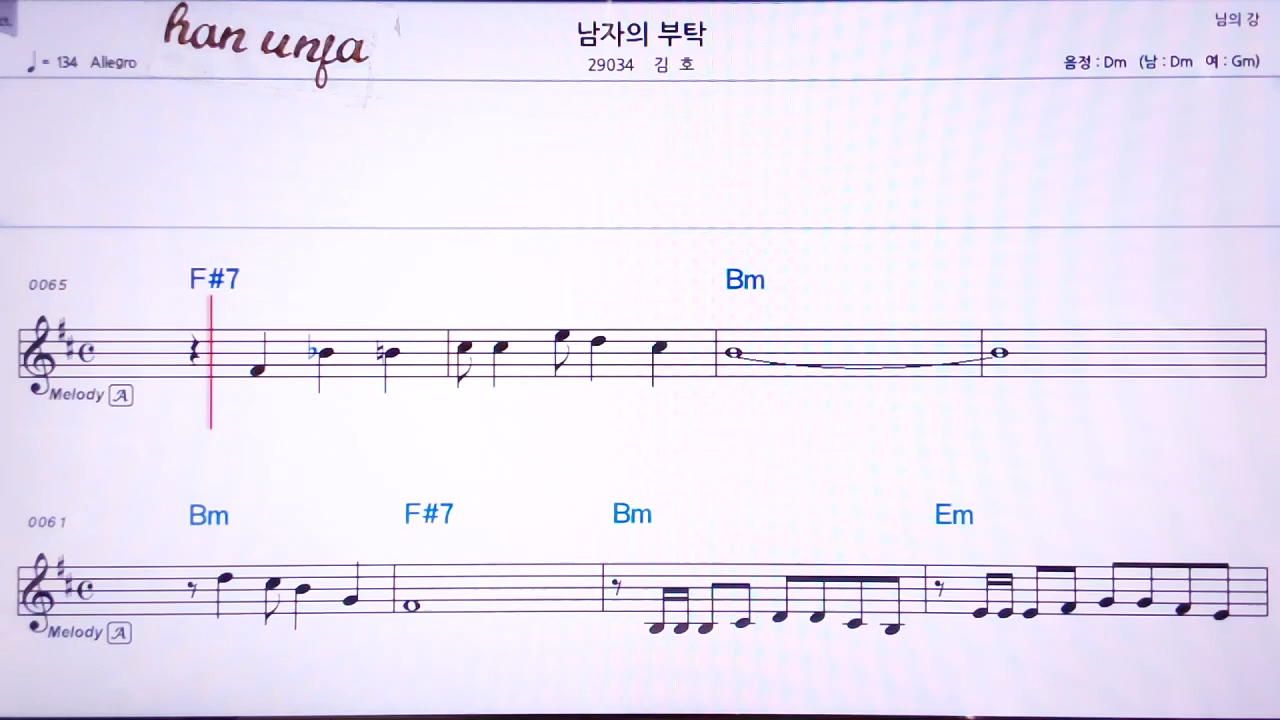 han unfa
남자의 부탁
님의 강
♩ = 134 Allegro
29034 김 호
음정 : Dm (남 : Dm 여 : Gm)
0065
F#7 Bm
Melody A
0061
Bm F#7 Bm Em
Melody A